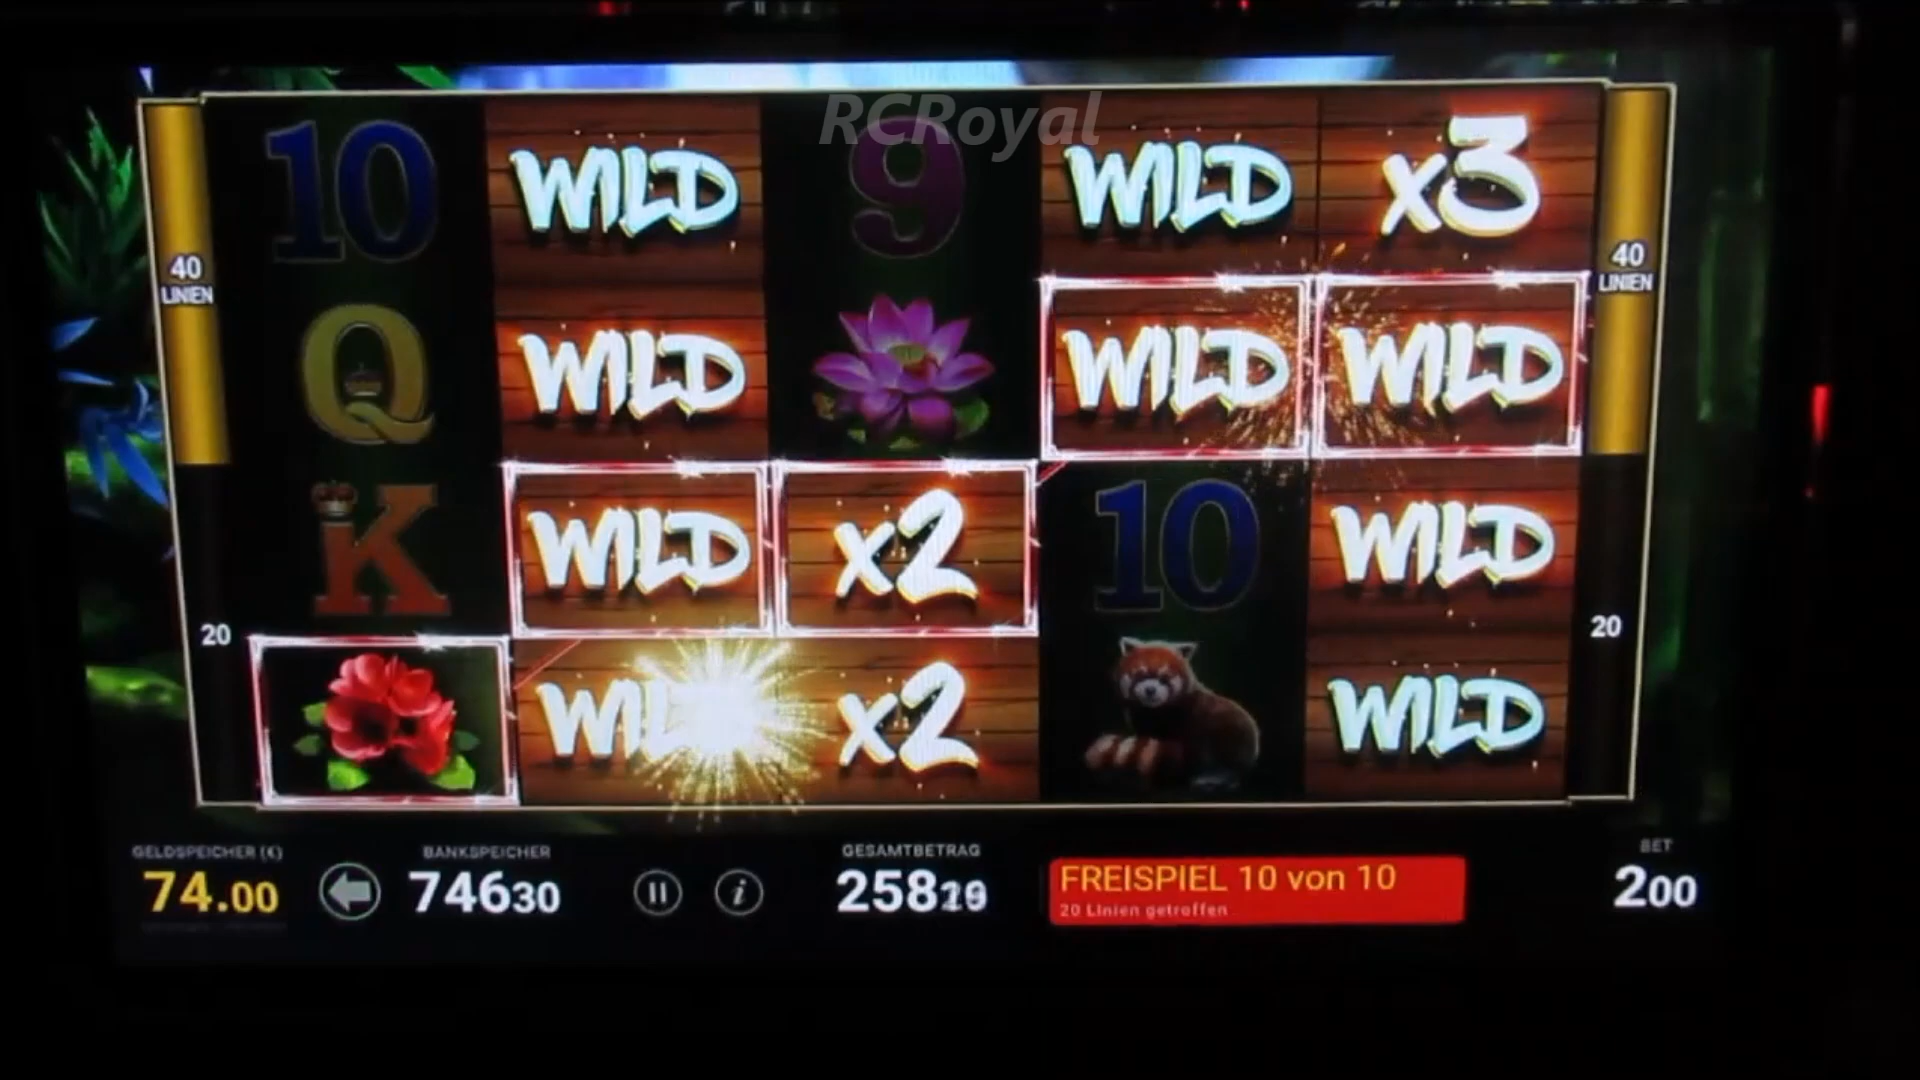 RCRoyal
10 WILD 9 WILD x3
40 LINIEN
40 LINIEN
Q WILD WILD WILD
K WILD x2 10 WILD
20
20
WILD x2 WILD
GELDSPEICHER (€)
74.00
BANKSPEICHER
74630
GESAMTBETRAG
258
FREISPIEL 10 von 10
20 Linien getroffen
BET
200